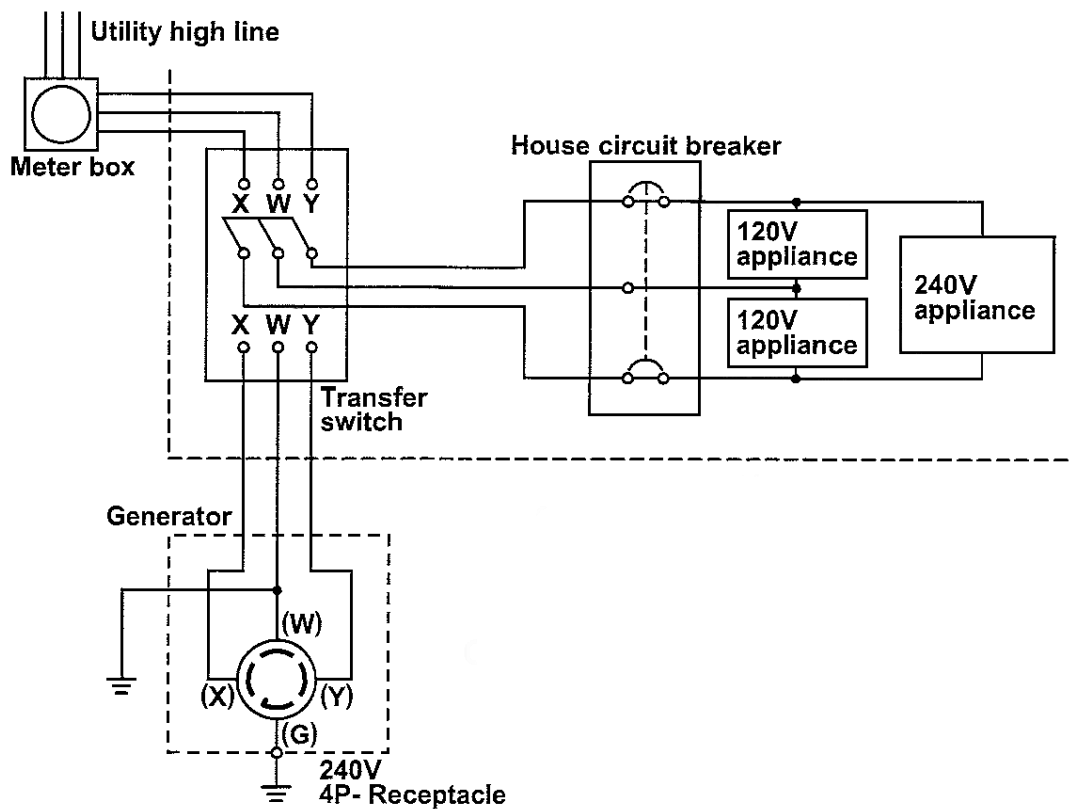 Utility high line
Meter box
House circuit breaker
X W Y
120V
appliance
240V
appliance
120V
appliance
X W Y
Transfer
switch
Generator
(W)
(X)
(Y)
(G)
240V
4P- Receptacle